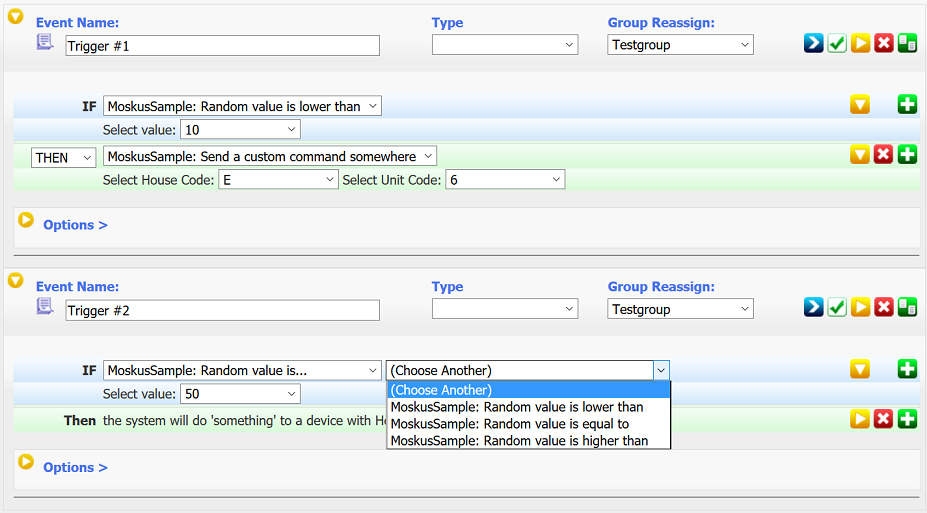 Event Name: Type Group Reassign:
Trigger #1 Testgroup
IF MoskusSample: Random value is lower than
Select value: 10
THEN MoskusSample: Send a custom command somewhere
Select House Code: E Select Unit Code: 6
Options >
Event Name: Type Group Reassign:
Trigger #2 Testgroup
IF MoskusSample: Random value is... (Choose Another)
(Choose Another)
Select value: 50
MoskusSample: Random value is lower than
Then the system will do 'something' to a device with
MoskusSample: Random value is equal to
MoskusSample: Random value is higher than
Options >